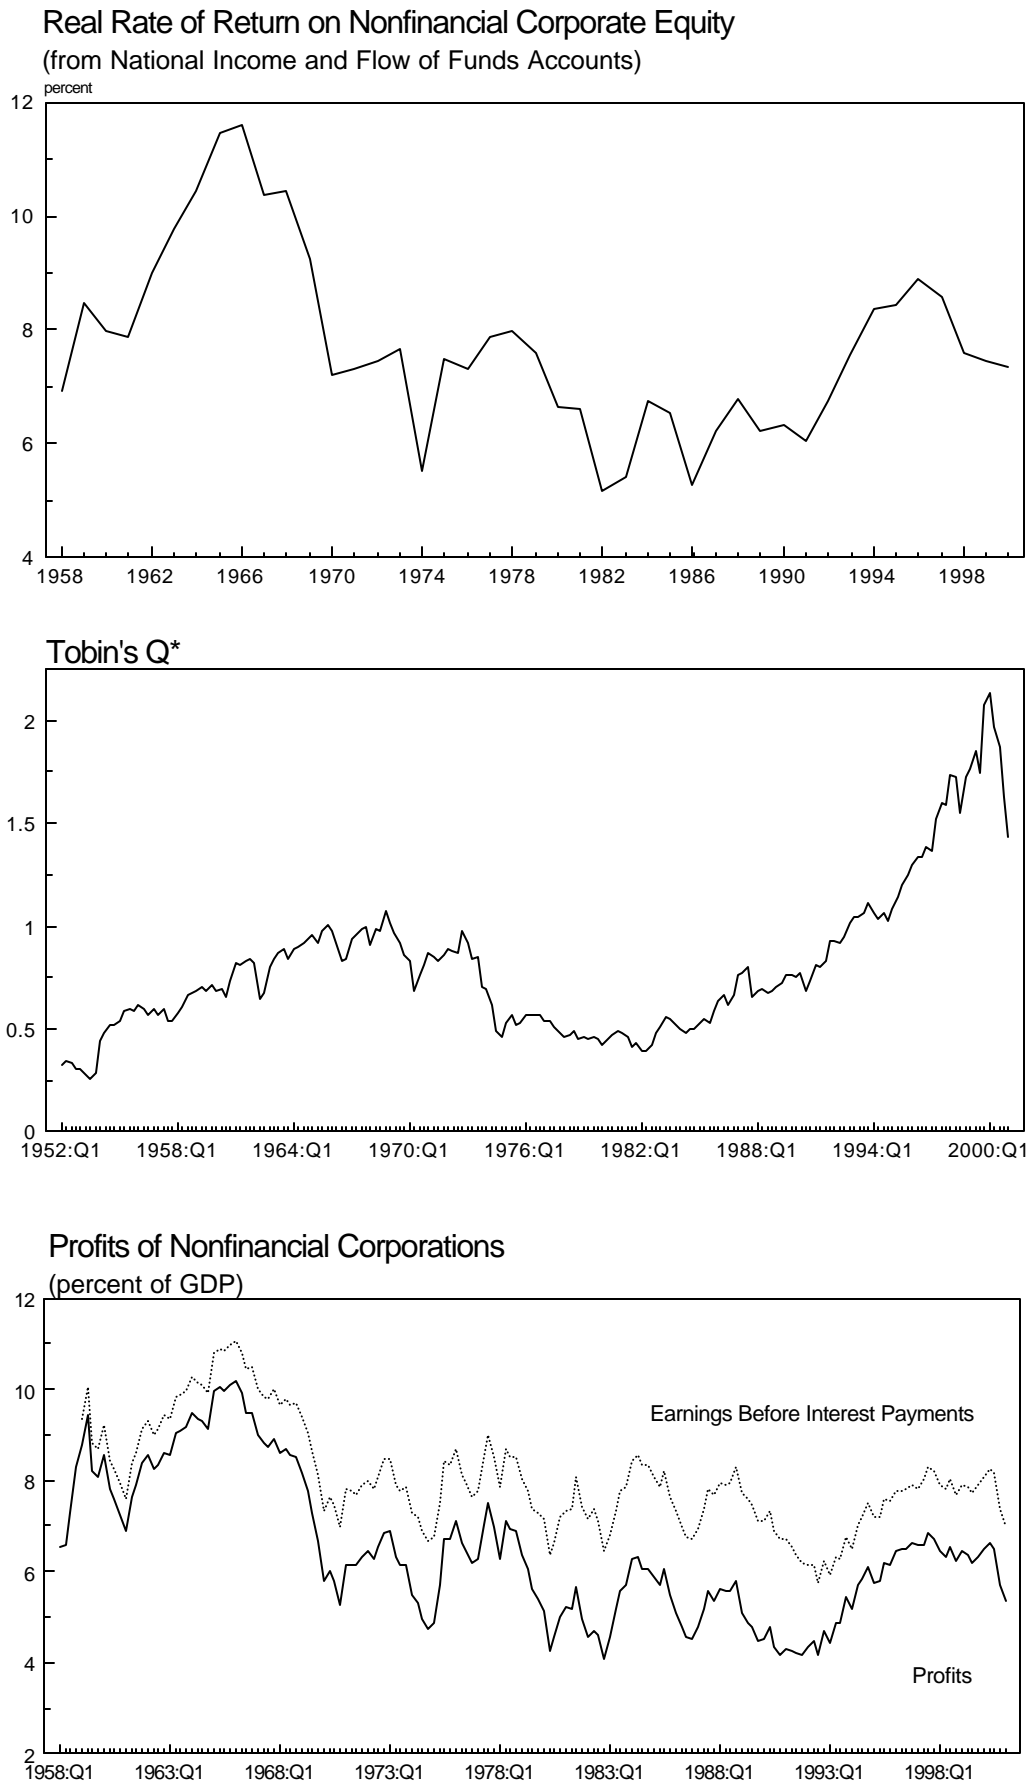 Real Rate of Return on Nonfinancial Corporate Equity
(from National Income and Flow of Funds Accounts)
percent
12
10
8
6
4
1958 1962 1966 1970 1974 1978 1982 1986 1990 1994 1998
Tobin's Q*
2
1.5
1
0.5
0
1952:Q1 1958:Q1 1964:Q1 1970:Q1 1976:Q1 1982:Q1 1988:Q1 1994:Q1 2000:Q1
Profits of Nonfinancial Corporations
(percent of GDP)
12
10
Earnings Before Interest Payments
8
6
4
Profits
2
1958:Q1 1963:Q1 1968:Q1 1973:Q1 1978:Q1 1983:Q1 1988:Q1 1993:Q1 1998:Q1